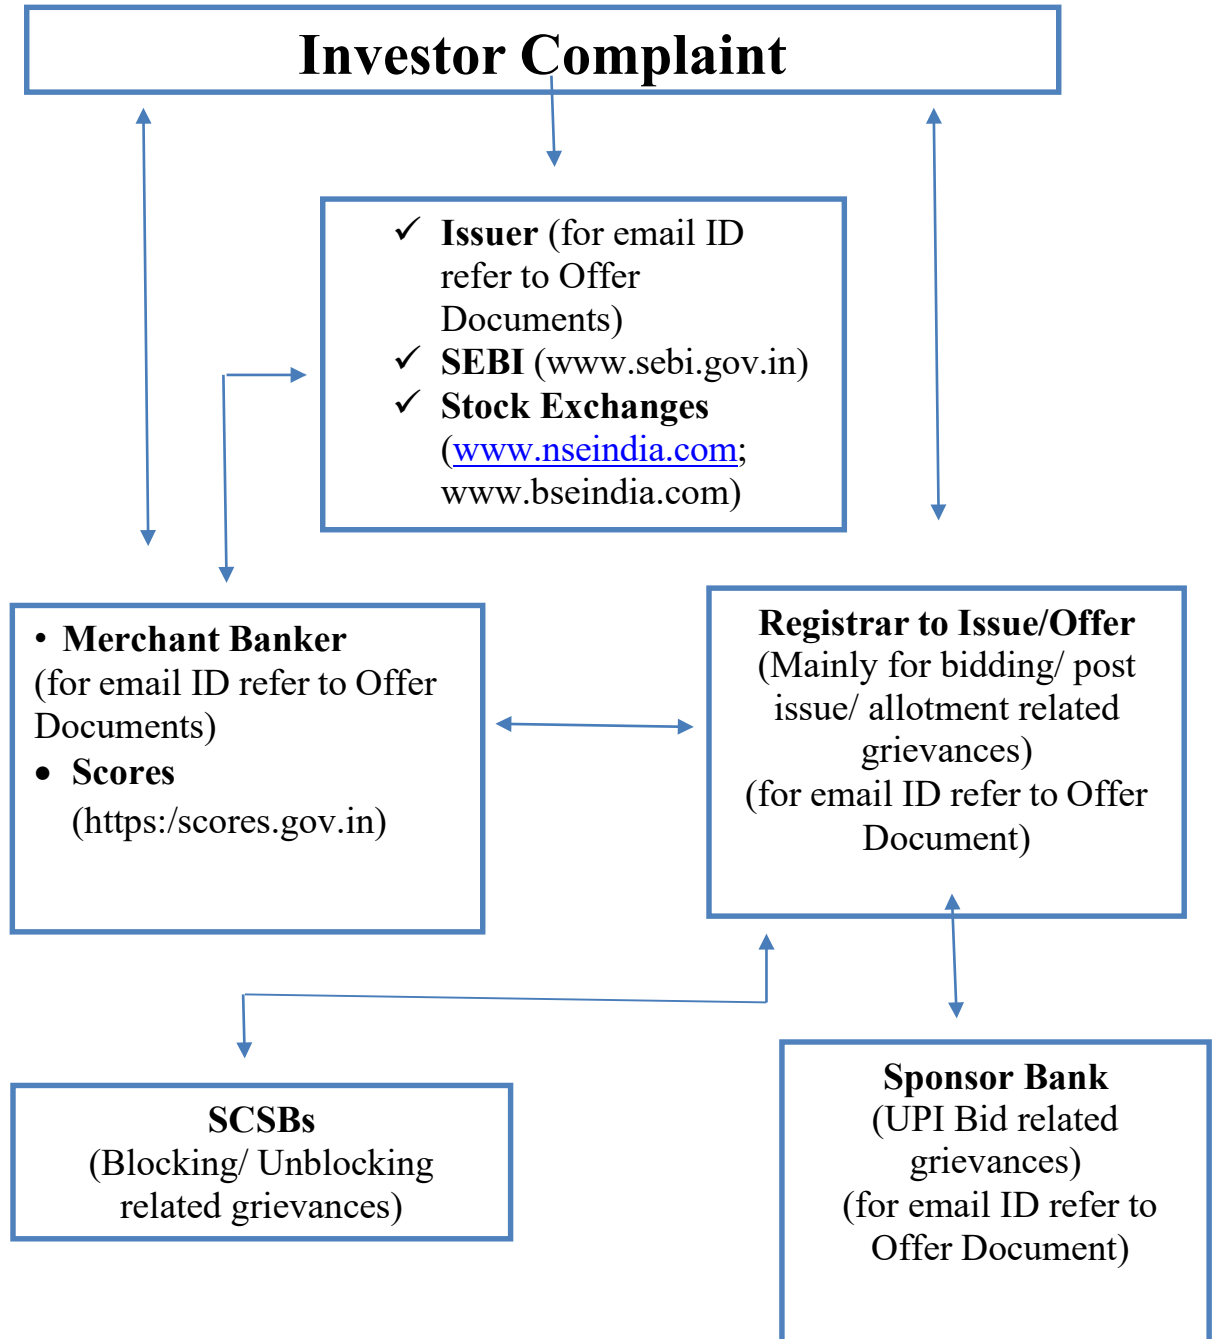 Investor Complaint
✓ Issuer (for email ID
refer to Offer
Documents)
✓ SEBI (www.sebi.gov.in)
✓ Stock Exchanges
(www.nseindia.com;
www.bseindia.com)
• Merchant Banker
(for email ID refer to Offer
Documents)
• Scores
(https:/scores.gov.in)
Registrar to Issue/Offer
(Mainly for bidding/ post
issue/ allotment related
grievances)
(for email ID refer to Offer
Document)
SCSBs
(Blocking/ Unblocking
related grievances)
Sponsor Bank
(UPI Bid related
grievances)
(for email ID refer to
Offer Document)